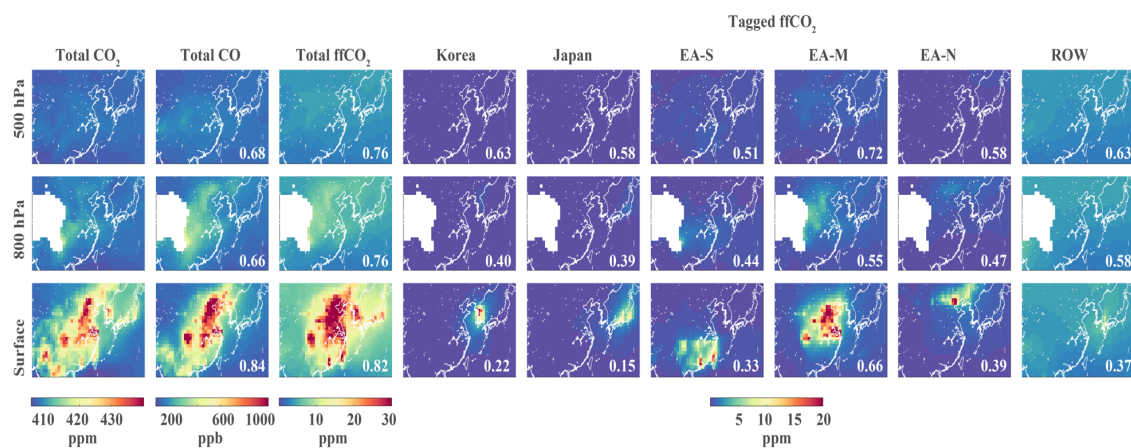 Tagged ffCO2
Total CO2 Total CO Total ffCO2 Korea Japan EA-S EA-M EA-N ROW
500 hPa
0.68 0.76 0.63 0.58 0.51 0.72 0.58 0.63
800 hPa
0.66 0.76 0.40 0.39 0.44 0.55 0.47 0.58
Surface
0.84 0.82 0.22 0.15 0.33 0.66 0.39 0.37
410 420 430 200 600 1000 10 20 30 5 10 15 20
ppm ppb ppm ppm